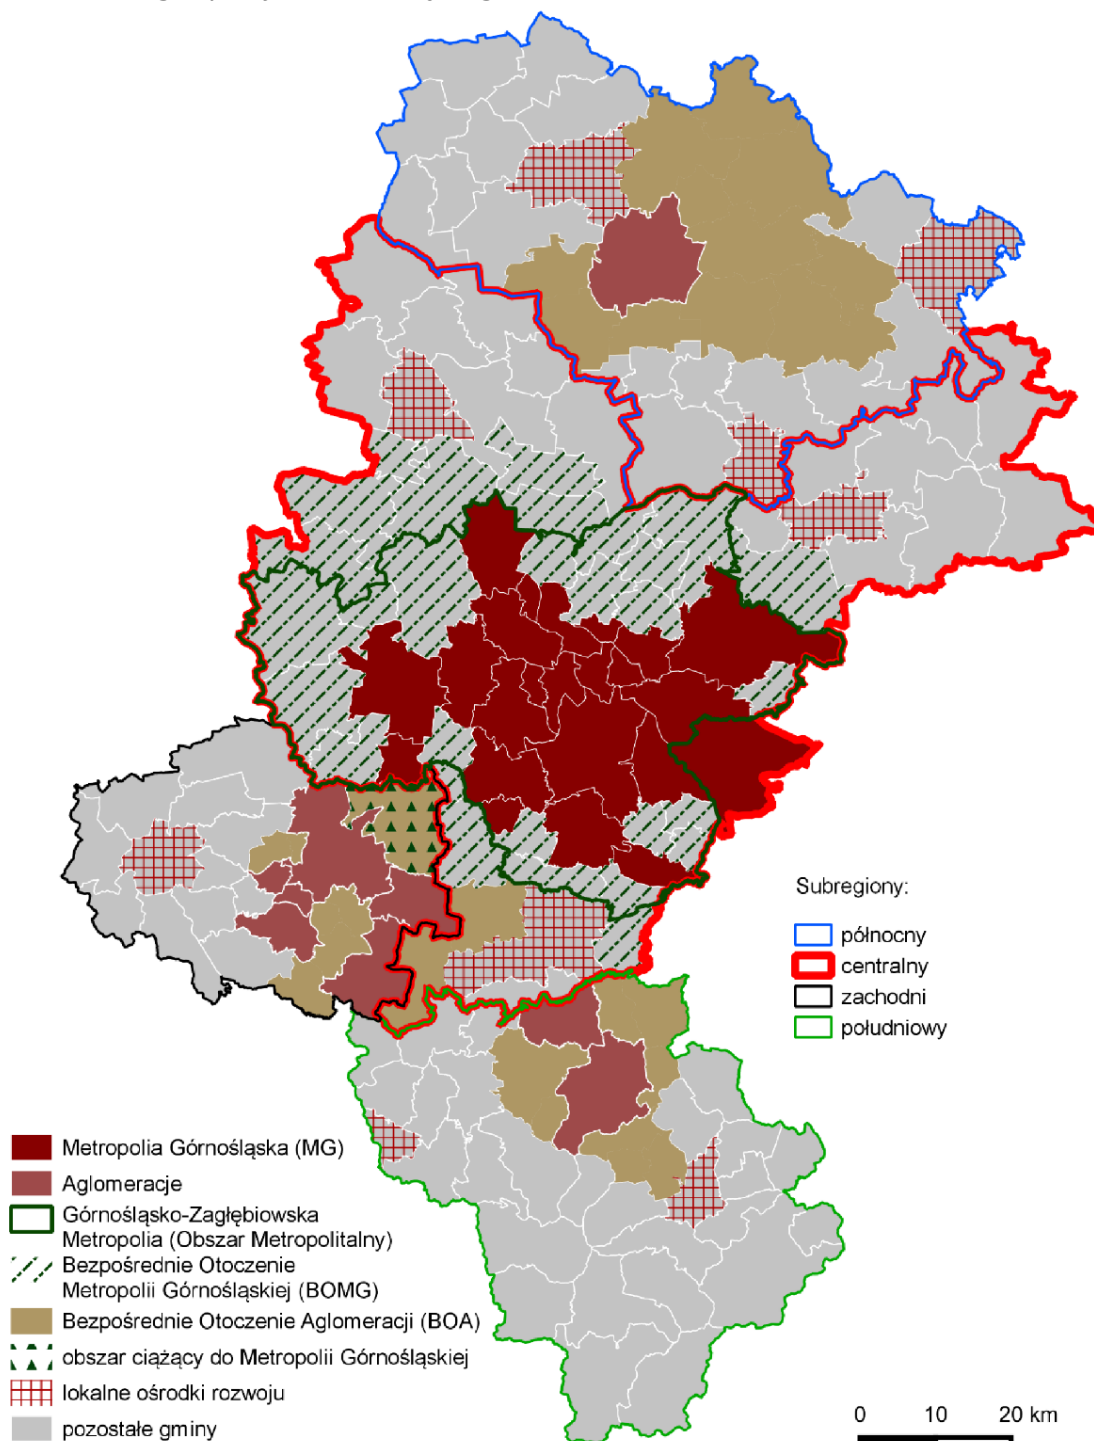 Subregiony:
północny
centralny
zachodni
południowy
Metropolia Górnośląska (MG)
Aglomeracje
Górnośląsko-Zagłębiowska
Metropolia (Obszar Metropolitalny)
Bezpośrednie Otoczenie
Metropolii Górnośląskiej (BOMG)
Bezpośrednie Otoczenie Aglomeracji (BOA)
obszar ciążący do Metropolii Górnośląskiej
lokalne ośrodki rozwoju
pozostałe gminy
0 10 20 km